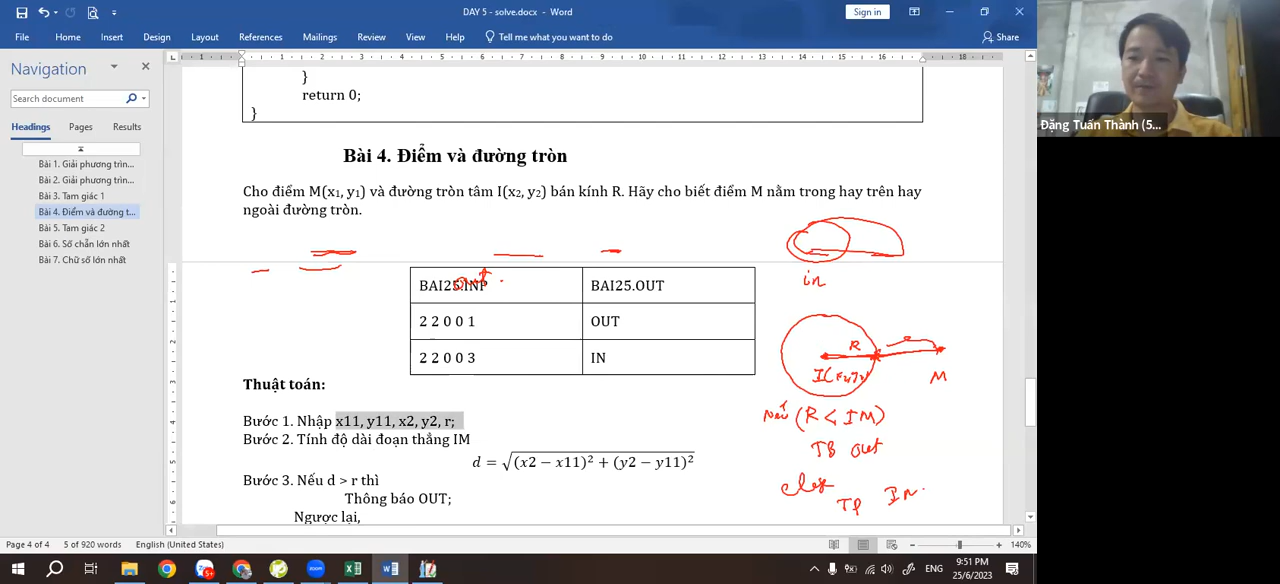 DAY 5 - solve.docx - Word
Sign in
File Home Insert Design Layout References Mailings Review View Help Tell me what you want to do Share
Navigation
Search document
Headings Pages Results
Bài 1. Giải phương trìn...
Bài 2. Giải phương trìn...
Bài 3. Tam giác 1
Bài 4. Điểm và đường t...
Bài 5. Tam giác 2
Bài 6. Số chẵn lớn nhất
Bài 7. Chữ số lớn nhất
}
return 0;
}
Bài 4. Điểm và đường tròn
Cho điểm M(x₁, y₁) và đường tròn tâm I(x₂, y₂) bán kính R. Hãy cho biết điểm M nằm trong hay trên hay
ngoài đường tròn.
out
in
BAI25.INP BAI25.OUT
2 2 0 0 1 OUT
2 2 0 0 3 IN
R
M
Thuật toán:
Bước 1. Nhập x11, y11, x2, y2, r;
Bước 2. Tính độ dài đoạn thẳng IM
d = √(x2 − x11)² + (y2 − y11)²
Bước 3. Nếu d > r thì
Thông báo OUT;
Ngược lại,
Nếu (R < IM)
TB out
else
IN
Đặng Tuấn Thành (5...
Page 4 of 4 5 of 920 words English (United States) 140%
5+
ENG
9:51 PM
25/6/2023